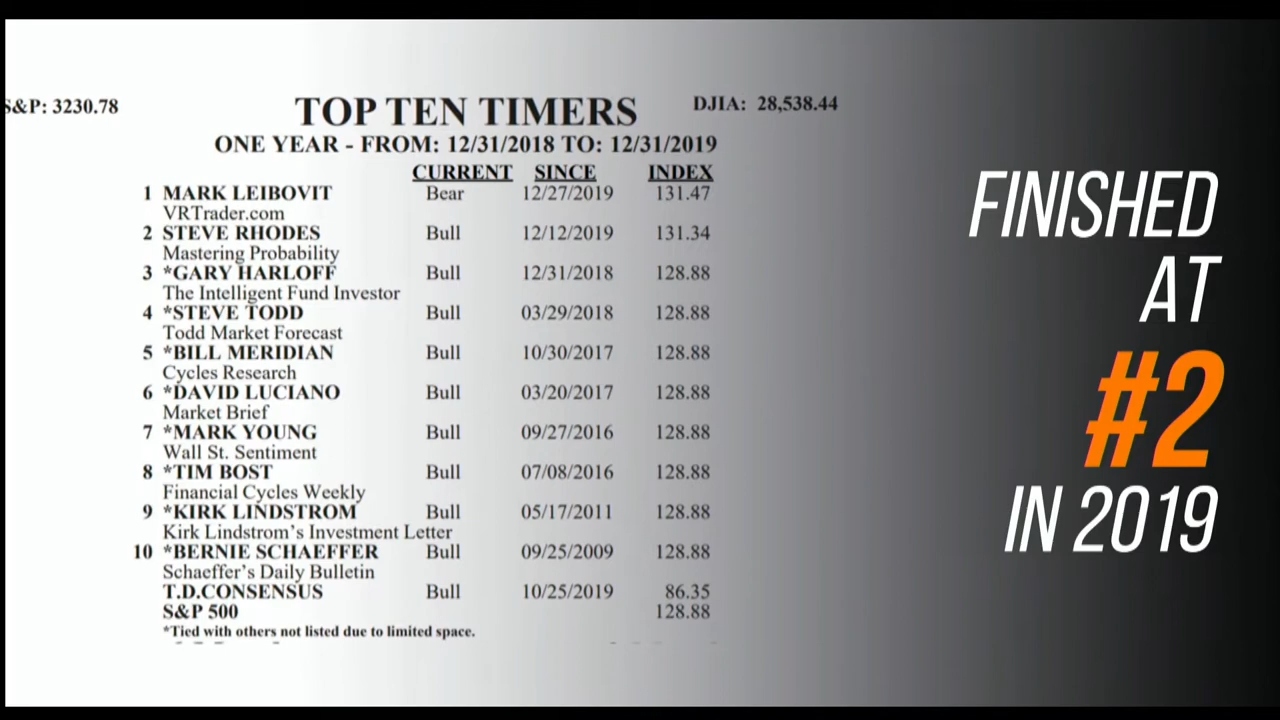 S&P: 3230.78
TOP TEN TIMERS
DJIA: 28,538.44
ONE YEAR - FROM: 12/31/2018 TO: 12/31/2019
CURRENT SINCE INDEX
1 MARK LEIBOVIT Bear 12/27/2019 131.47
VRTrader.com
2 STEVE RHODES Bull 12/12/2019 131.34
Mastering Probability
3 *GARY HARLOFF Bull 12/31/2018 128.88
The Intelligent Fund Investor
4 *STEVE TODD Bull 03/29/2018 128.88
Todd Market Forecast
5 *BILL MERIDIAN Bull 10/30/2017 128.88
Cycles Research
6 *DAVID LUCIANO Bull 03/20/2017 128.88
Market Brief
7 *MARK YOUNG Bull 09/27/2016 128.88
Wall St. Sentiment
8 *TIM BOST Bull 07/08/2016 128.88
Financial Cycles Weekly
9 *KIRK LINDSTROM Bull 05/17/2011 128.88
Kirk Lindstrom's Investment Letter
10 *BERNIE SCHAEFFER Bull 09/25/2009 128.88
Schaeffer's Daily Bulletin
T.D.CONSENSUS Bull 10/25/2019 86.35
S&P 500 128.88
*Tied with others not listed due to limited space.
FINISHED
AT
#2
IN 2019